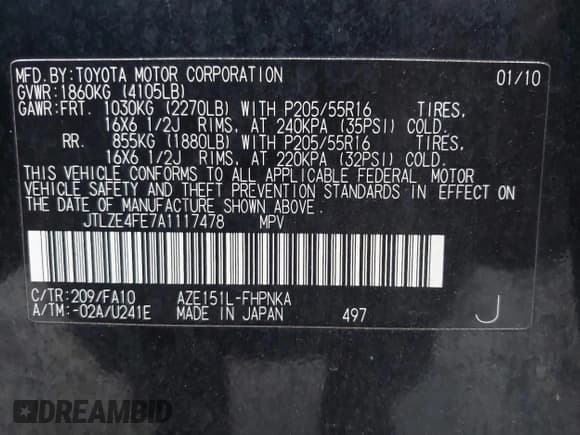 MFD.BY:TOYOTA MOTOR CORPORATION 01/10
GVWR:1860KG (4105LB)
GAWR:FRT. 1030KG (2270LB) WITH P205/55R16 TIRES,
16X6 1/2J RIMS, AT 240KPA (35PSI) COLD.
RR. 855KG (1880LB) WITH P205/55R16 TIRES,
16X6 1/2J RIMS, AT 220KPA (32PSI) COLD.
THIS VEHICLE CONFORMS TO ALL APPLICABLE FEDERAL MOTOR
VEHICLE SAFETY AND THEFT PREVENTION STANDARDS IN EFFECT ON
THE DATE OF MANUFACTURE SHOWN ABOVE.
JTLZE4FE7A1117478 MPV
C/TR:209/FA10 AZE151L-FHPNKA
A/TM:-02A/U241E MADE IN JAPAN 497 J
DREAMBID